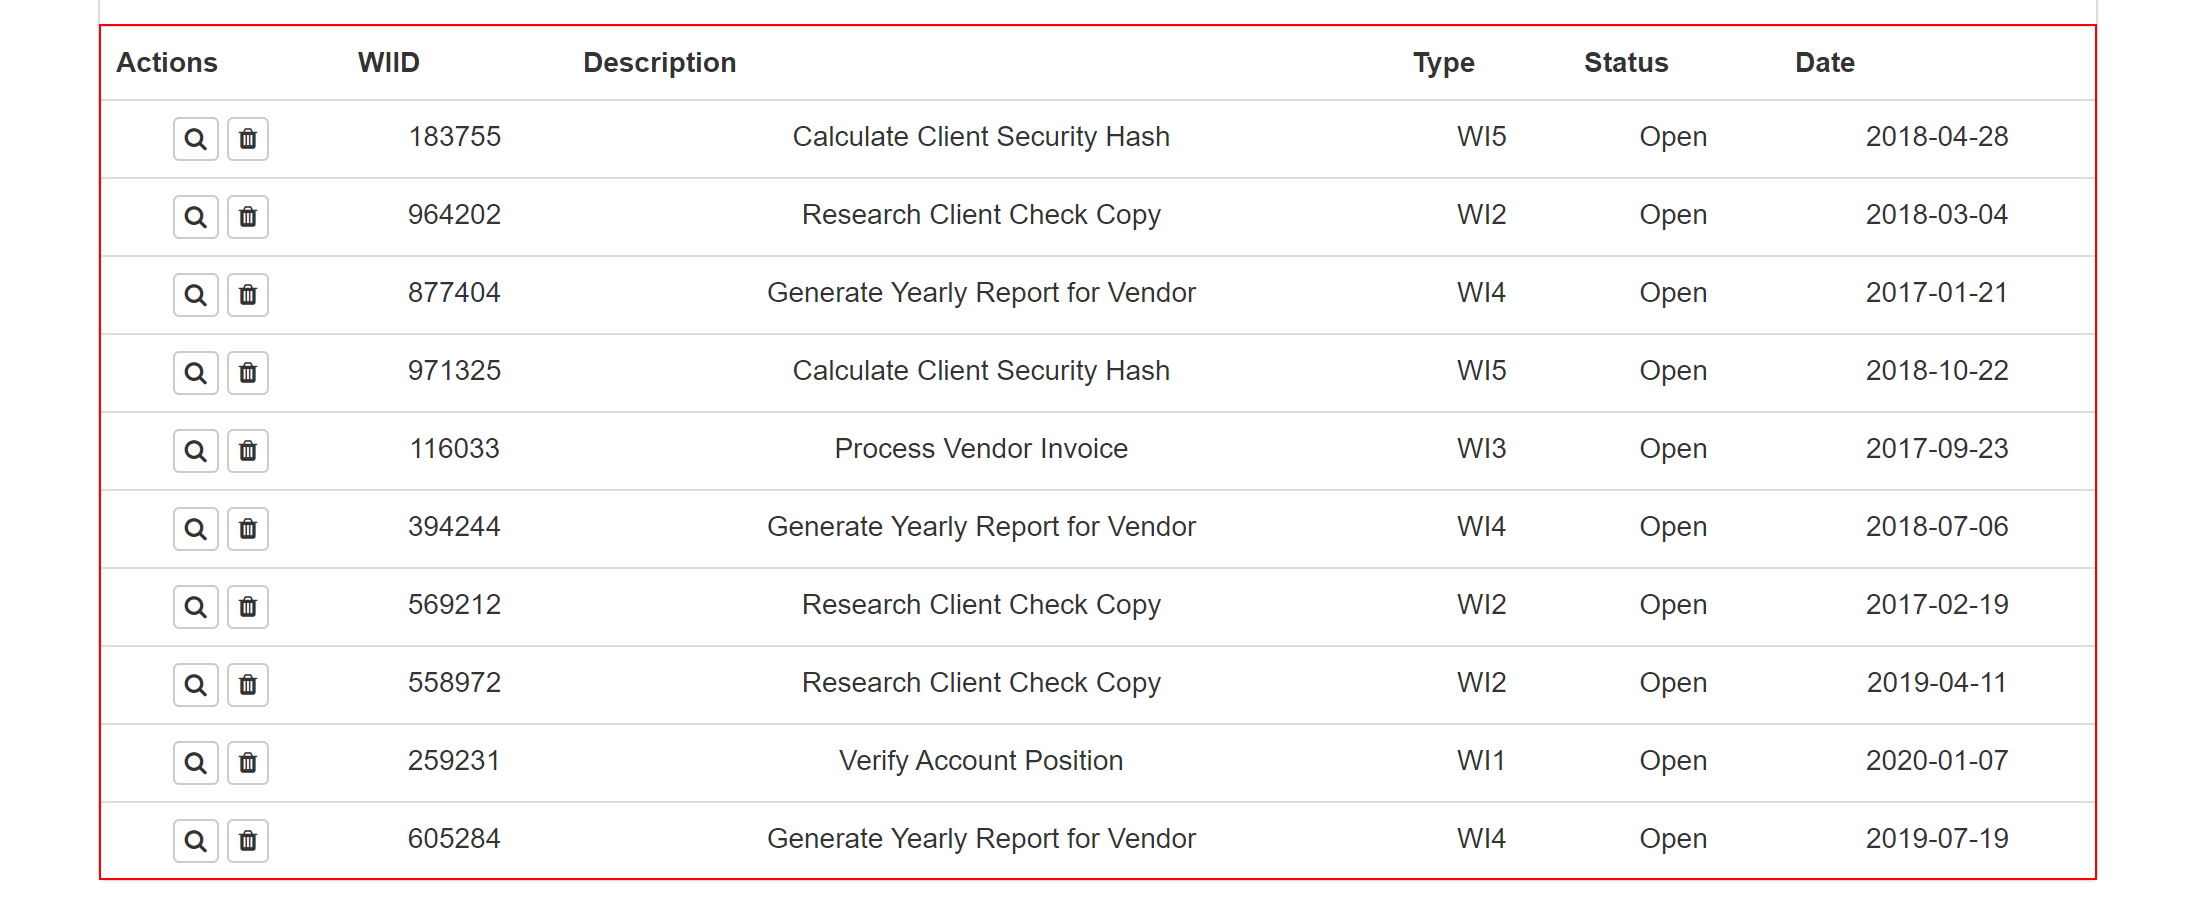 Actions WIID Description Type Status Date
183755 Calculate Client Security Hash WI5 Open 2018-04-28
964202 Research Client Check Copy WI2 Open 2018-03-04
877404 Generate Yearly Report for Vendor WI4 Open 2017-01-21
971325 Calculate Client Security Hash WI5 Open 2018-10-22
116033 Process Vendor Invoice WI3 Open 2017-09-23
394244 Generate Yearly Report for Vendor WI4 Open 2018-07-06
569212 Research Client Check Copy WI2 Open 2017-02-19
558972 Research Client Check Copy WI2 Open 2019-04-11
259231 Verify Account Position WI1 Open 2020-01-07
605284 Generate Yearly Report for Vendor WI4 Open 2019-07-19